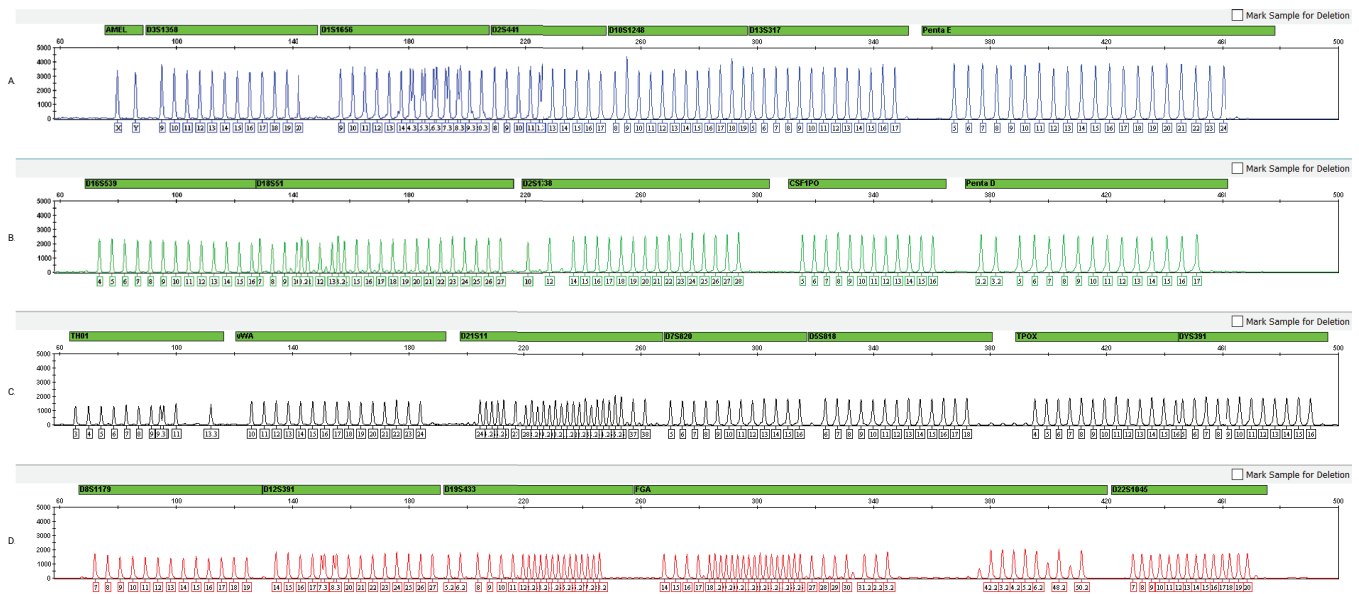 Mark Sample for Deletion
AMEL D3S1358 D1S1656 D2S441 D10S1248 D13S317 Penta E
60 100 140 180 220 260 300 340 380 420 500
5000
4000
3000
2000
1000
0
A.
X Y 9 10 11 12 13 14 15 16 17 18 19 9 10 11 12 13 14 8 9 10 11 13 14 15 16 17 8 9 10 11 12 13 14 15 16 17 18 19 5 6 7 8 9 10 11 12 13 14 15 16 17 5 6 7 8 9 10 11 12 13 14 15 16 17 18 19 20 21 22 23 24
Mark Sample for Deletion
D16S539 D18S51 CSF1PO Penta D
60 100 140 180 220 260 300 340 380 420 500
5000
4000
3000
2000
1000
0
B.
4 5 6 7 8 9 10 11 12 13 14 15 16 7 8 9 12 15 16 17 18 19 20 21 22 23 24 25 26 27 10 12 14 15 16 17 18 19 20 21 22 23 24 25 26 27 28 5 6 7 8 9 10 11 12 13 14 15 16 2.2 3.2 5 6 7 8 9 10 11 12 13 14 15 16 17
Mark Sample for Deletion
TH01 vWA D21S11 D7S820 D5S818 TPOX DYS391
60 100 140 180 220 260 300 340 380 420 500
5000
4000
3000
2000
1000
0
C.
3 4 5 6 7 8 9 11 13.3 10 11 12 13 14 15 16 17 18 19 20 21 22 23 24 24 28 37 38 5 6 7 8 9 10 11 12 13 14 15 16 6 7 8 9 10 11 12 13 14 15 16 17 18 4 5 6 7 8 9 10 11 12 13 14 15 16 5 6 7 8 9 10 11 12 13 14 15 16
Mark Sample for Deletion
D8S1179 D12S391 D19S433 FGA D22S1045
60 100 140 180 220 260 300 340 380 420 500
5000
4000
3000
2000
1000
0
D.
7 8 9 10 11 12 13 14 15 16 17 18 19 14 15 16 17 19 20 21 22 23 24 25 26 27 8 9 10 11 12 14 15 16 17 18 27 28 29 30 42.2 48.2 50.2 7 8 9 10 11 12 13 14 15 16 17 18 19 20